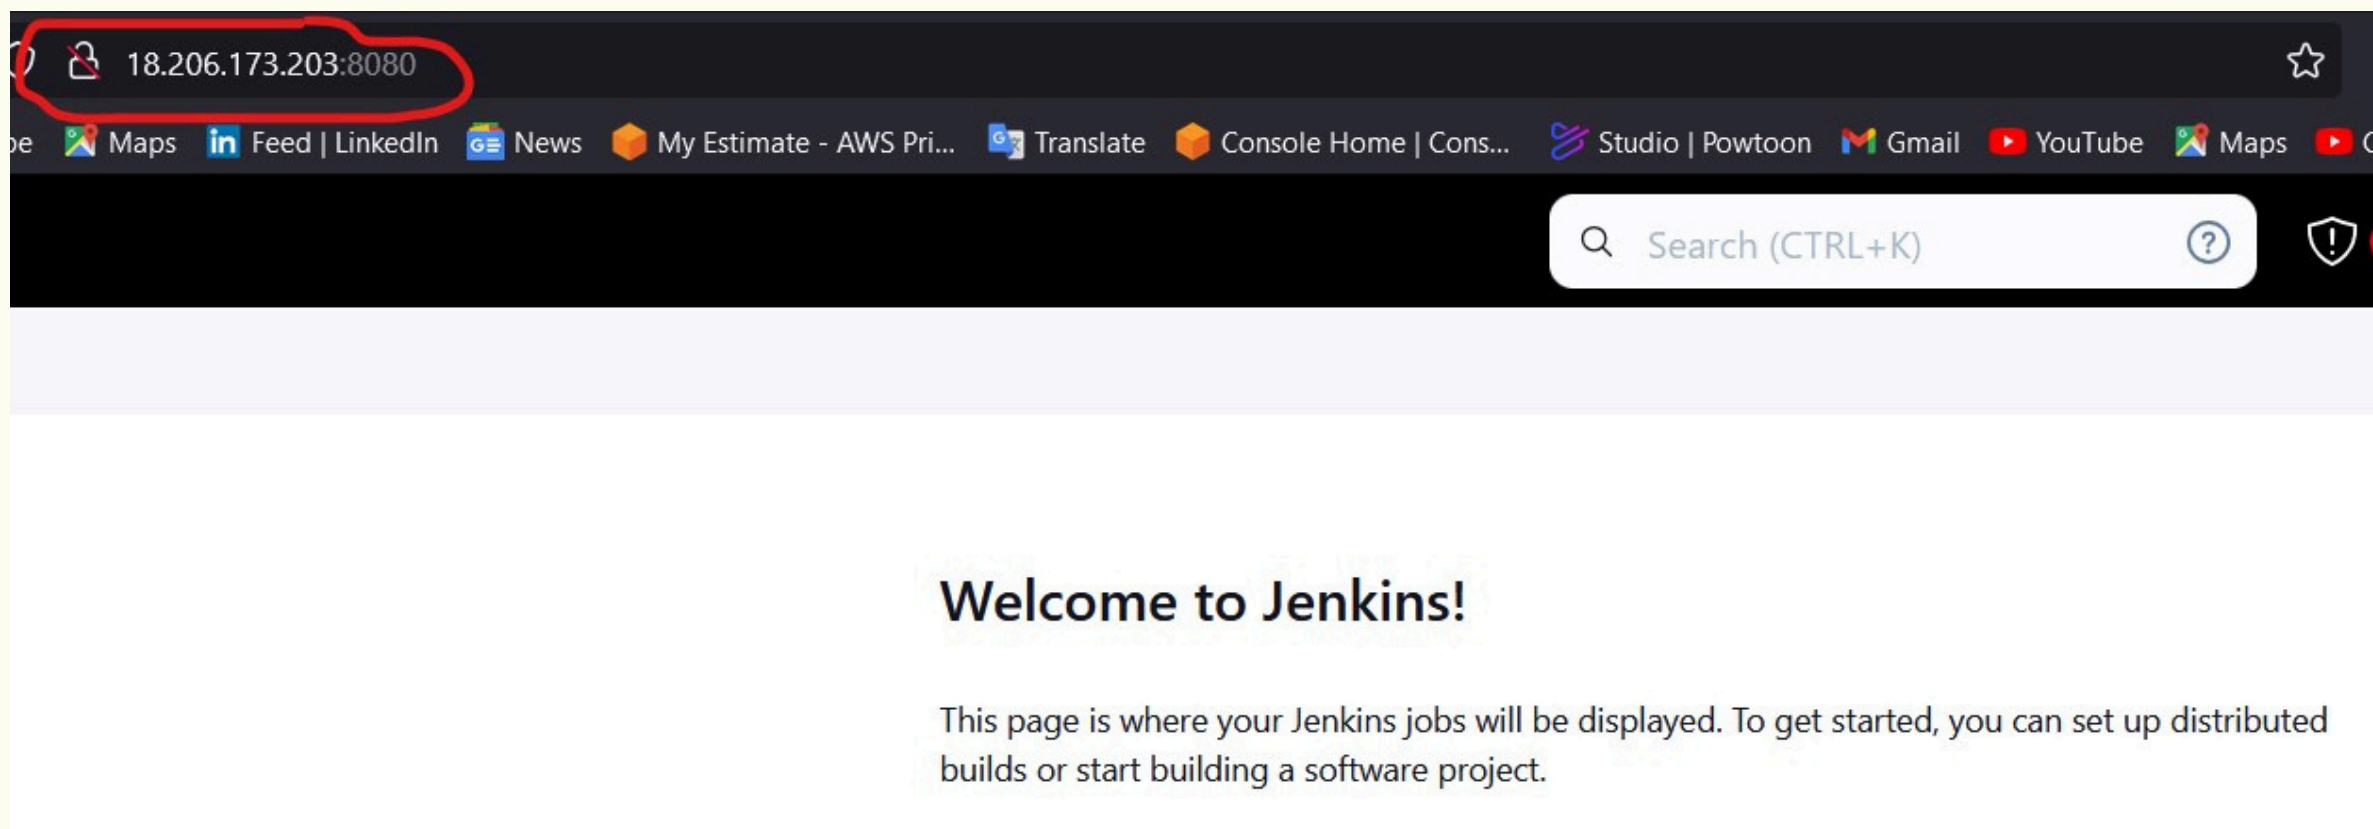 18.206.173.203:8080
Maps Feed | LinkedIn News My Estimate - AWS Pri... Translate Console Home | Cons... Studio | Powtoon Gmail YouTube Maps
Search (CTRL+K)
Welcome to Jenkins!
This page is where your Jenkins jobs will be displayed. To get started, you can set up distributed
builds or start building a software project.